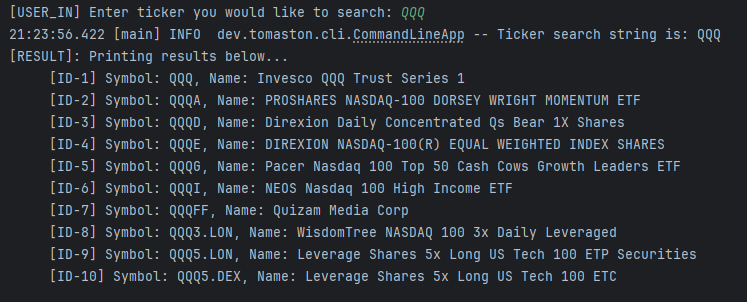 [USER_IN] Enter ticker you would like to search: QQQ
21:23:56.422 [main] INFO  dev.tomaston.cli.CommandLineApp -- Ticker search string is: QQQ
[RESULT]: Printing results below...
     [ID-1] Symbol: QQQ, Name: Invesco QQQ Trust Series 1
     [ID-2] Symbol: QQQA, Name: PROSHARES NASDAQ-100 DORSEY WRIGHT MOMENTUM ETF
     [ID-3] Symbol: QQQD, Name: Direxion Daily Concentrated Qs Bear 1X Shares
     [ID-4] Symbol: QQQE, Name: DIREXION NASDAQ-100(R) EQUAL WEIGHTED INDEX SHARES
     [ID-5] Symbol: QQQG, Name: Pacer Nasdaq 100 Top 50 Cash Cows Growth Leaders ETF
     [ID-6] Symbol: QQQI, Name: NEOS Nasdaq 100 High Income ETF
     [ID-7] Symbol: QQQFF, Name: Quizam Media Corp
     [ID-8] Symbol: QQQ3.LON, Name: WisdomTree NASDAQ 100 3x Daily Leveraged
     [ID-9] Symbol: QQQ5.LON, Name: Leverage Shares 5x Long US Tech 100 ETP Securities
     [ID-10] Symbol: QQQ5.DEX, Name: Leverage Shares 5x Long US Tech 100 ETC